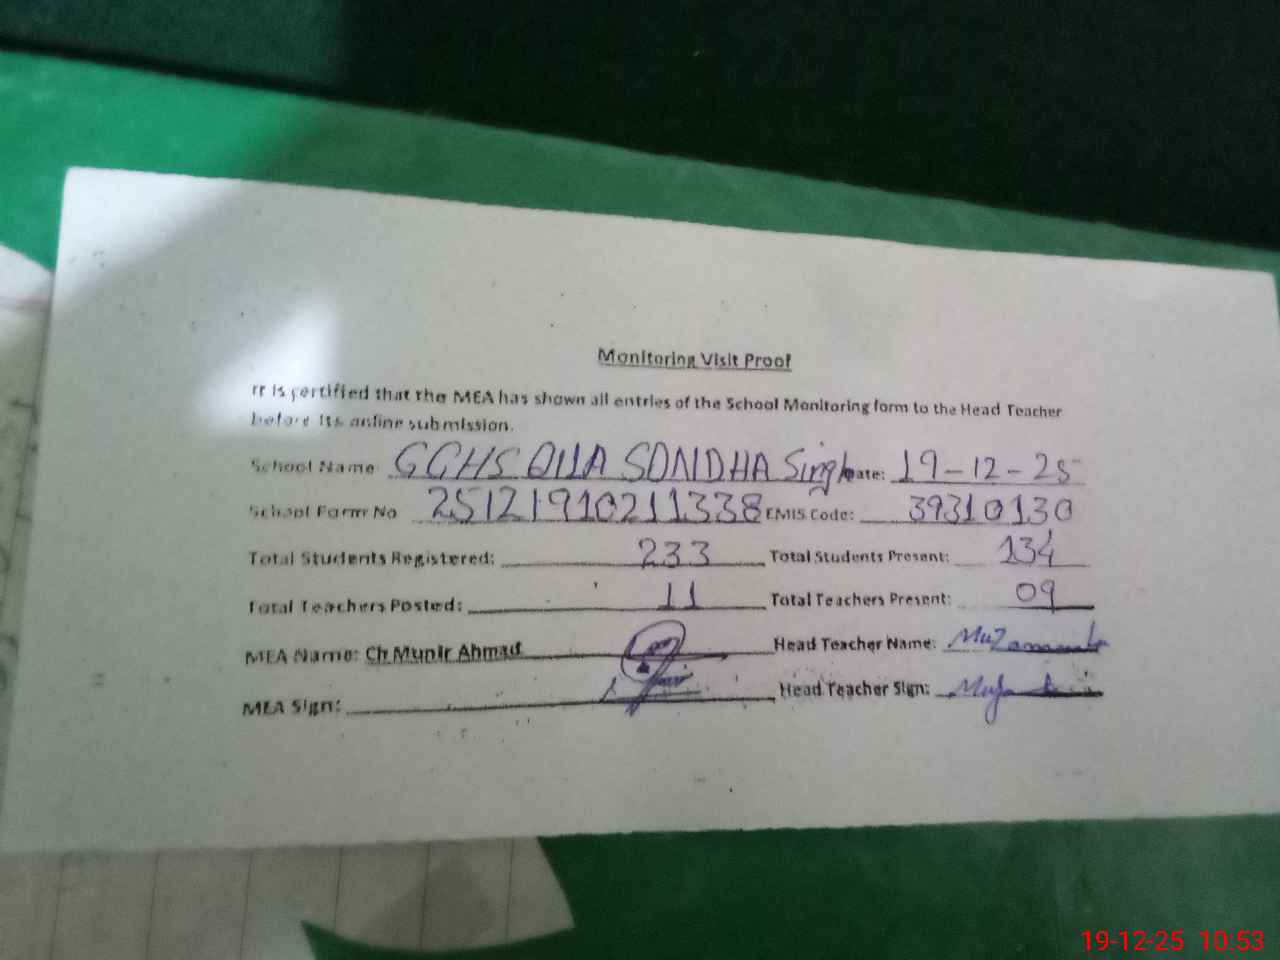 Monitoring Visit Proof
It is certified that the MEA has shown all entries of the School Monitoring form to the Head Teacher
before its online submission.
School Name GGHS QILA SONDHA Singh Date: 19-12-25
School Form No 25121910211338 EMIS Code: 39310130
Total Students Registered: 233 Total Students Present: 134
Total Teachers Posted: 11 Total Teachers Present: 09
MEA Name: Ch Munir Ahmad Head Teacher Name:
MEA Sign: Head Teacher Sign:
19-12-25 10:53